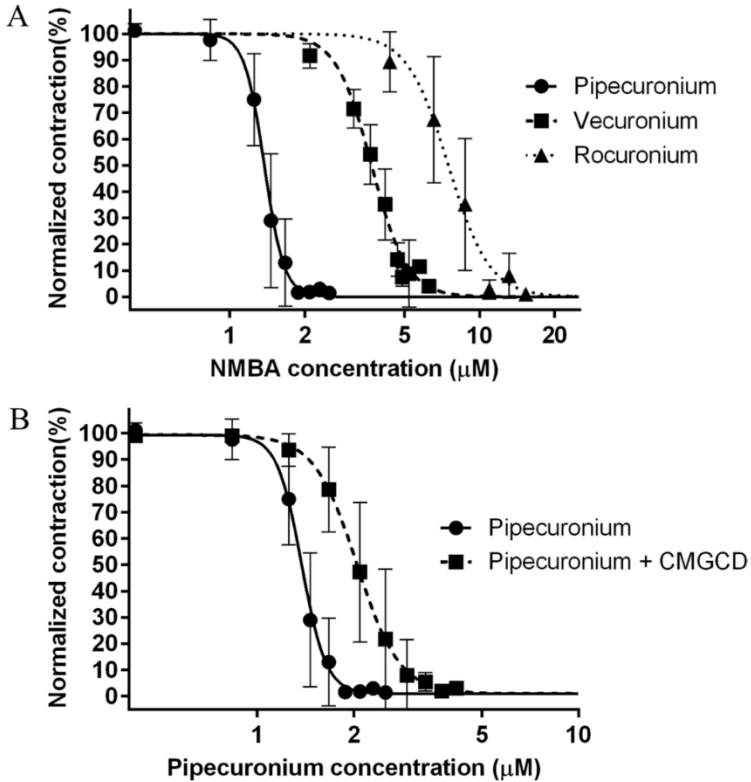 A
Normalized contraction(%)
100
90
80
70
60
50
40
30
20
10
0
1 2 5 10 20
NMBA concentration (μM)
Pipecuronium
Vecuronium
Rocuronium
B
Normalized contraction(%)
100
90
80
70
60
50
40
30
20
10
0
1 2 5 10
Pipecuronium concentration (μM)
Pipecuronium
Pipecuronium + CMGCD